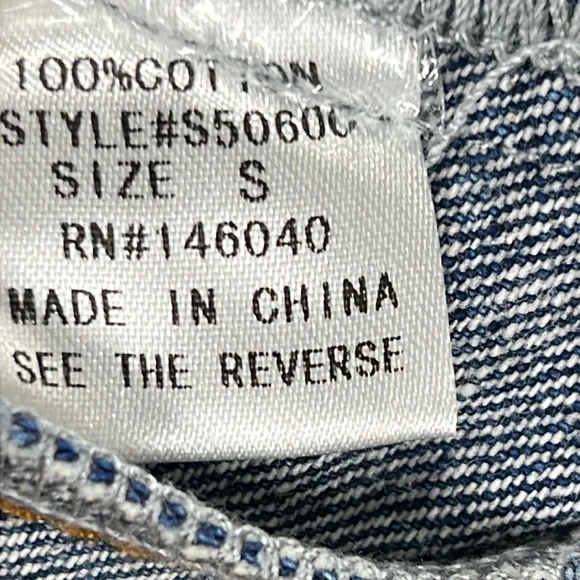 100%COTTON
STYLE#S50600
SIZE S
RN#146040
MADE IN CHINA
SEE THE REVERSE